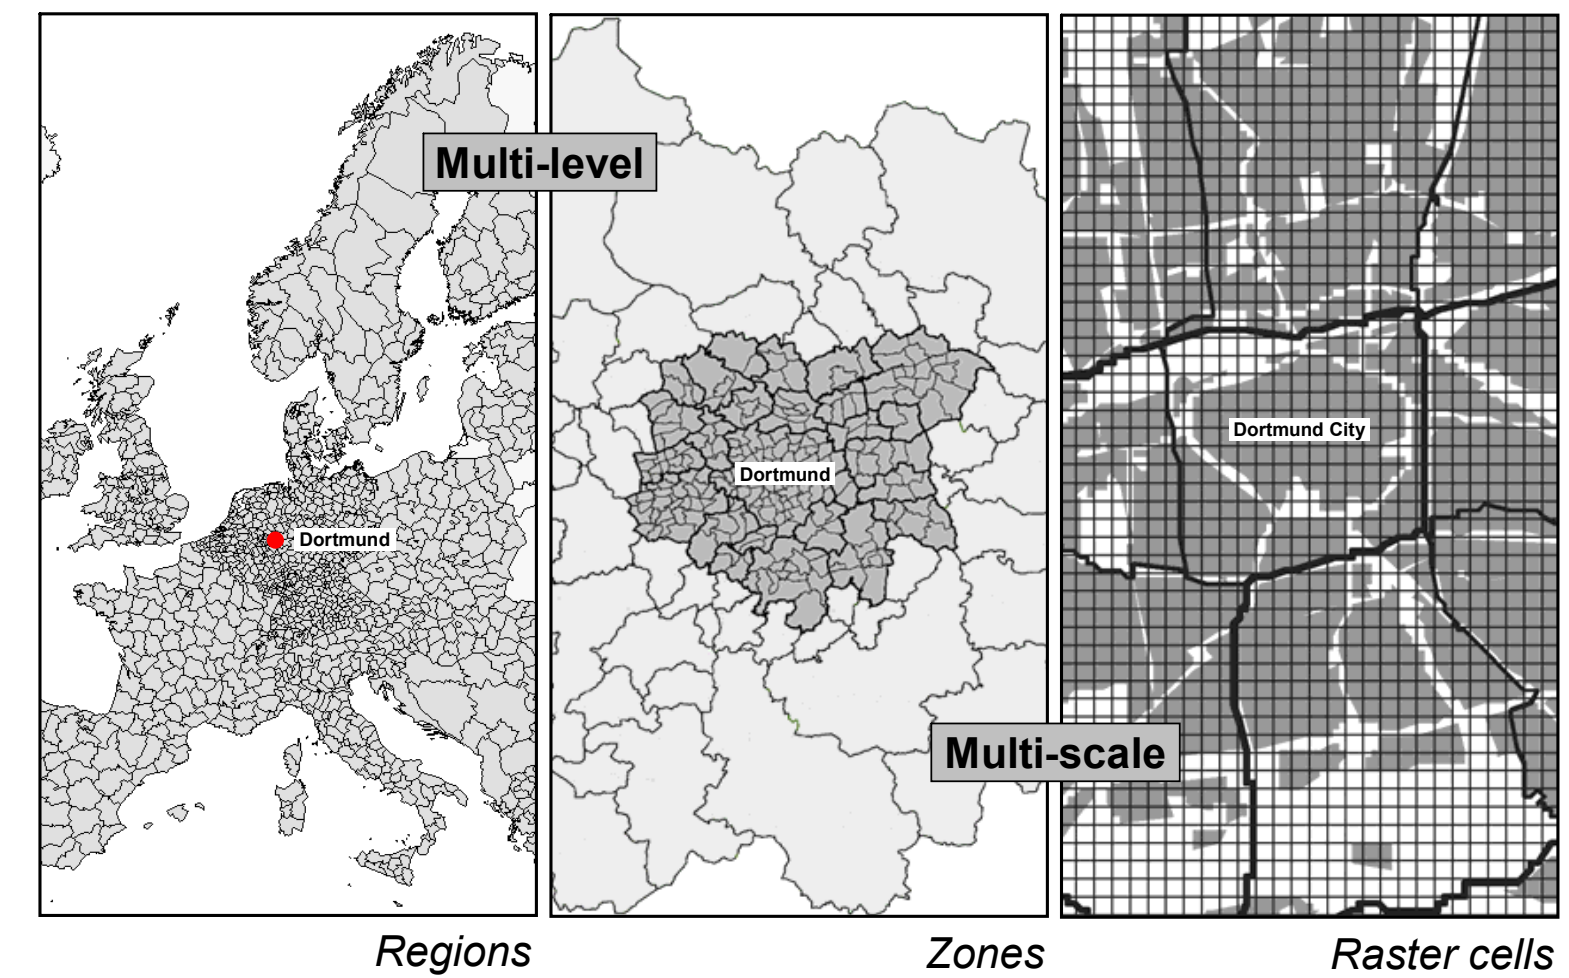 Multi-level
Dortmund
Dortmund
Dortmund City
Multi-scale
Regions
Zones
Raster cells